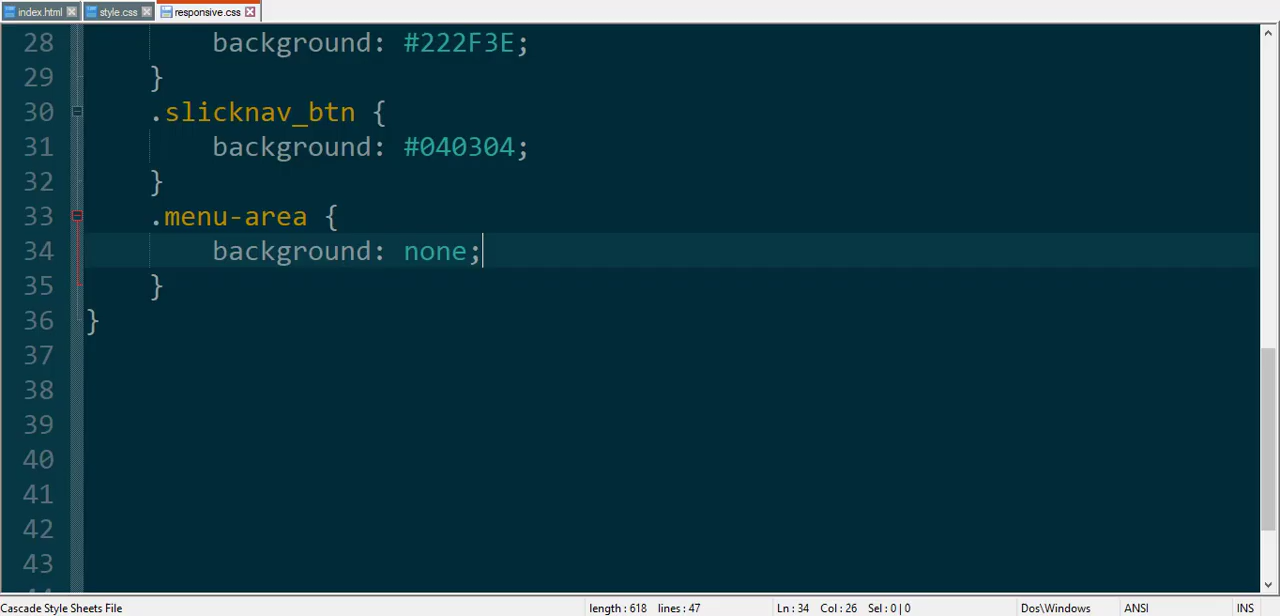 index.html style.css responsive.css
28 background: #222F3E;
29 }
30 .slicknav_btn {
31 background: #040304;
32 }
33 .menu-area {
34 background: none;
35 }
36 }
37
38
39
40
41
42
43
Cascade Style Sheets File length : 618 lines : 47 Ln : 34 Col : 26 Sel : 0 | 0 Dos\Windows ANSI INS